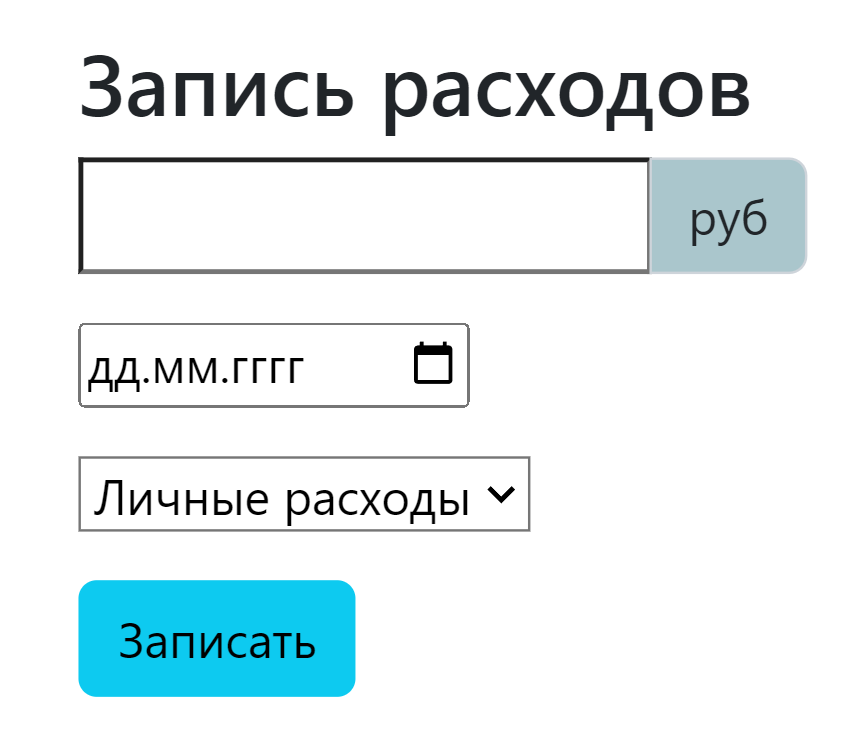 Запись расходов
руб
дд.мм.гггг
Личные расходы
Записать